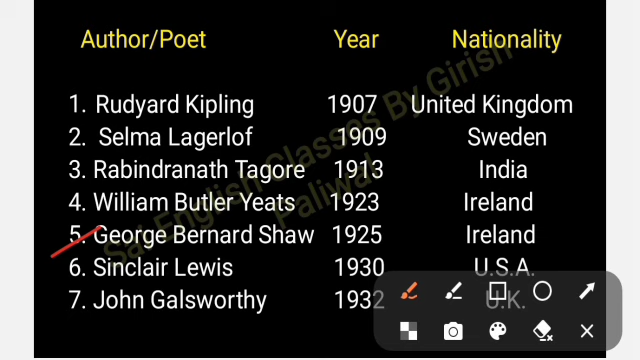 Author/Poet Year Nationality
1. Rudyard Kipling 1907 United Kingdom
2. Selma Lagerlof 1909 Sweden
3. Rabindranath Tagore 1913 India
4. William Butler Yeats 1923 Ireland
5. George Bernard Shaw 1925 Ireland
6. Sinclair Lewis 1930 U.S.A.
7. John Galsworthy 1932 U.K.
Sai English Classes By Girish
Paliwal